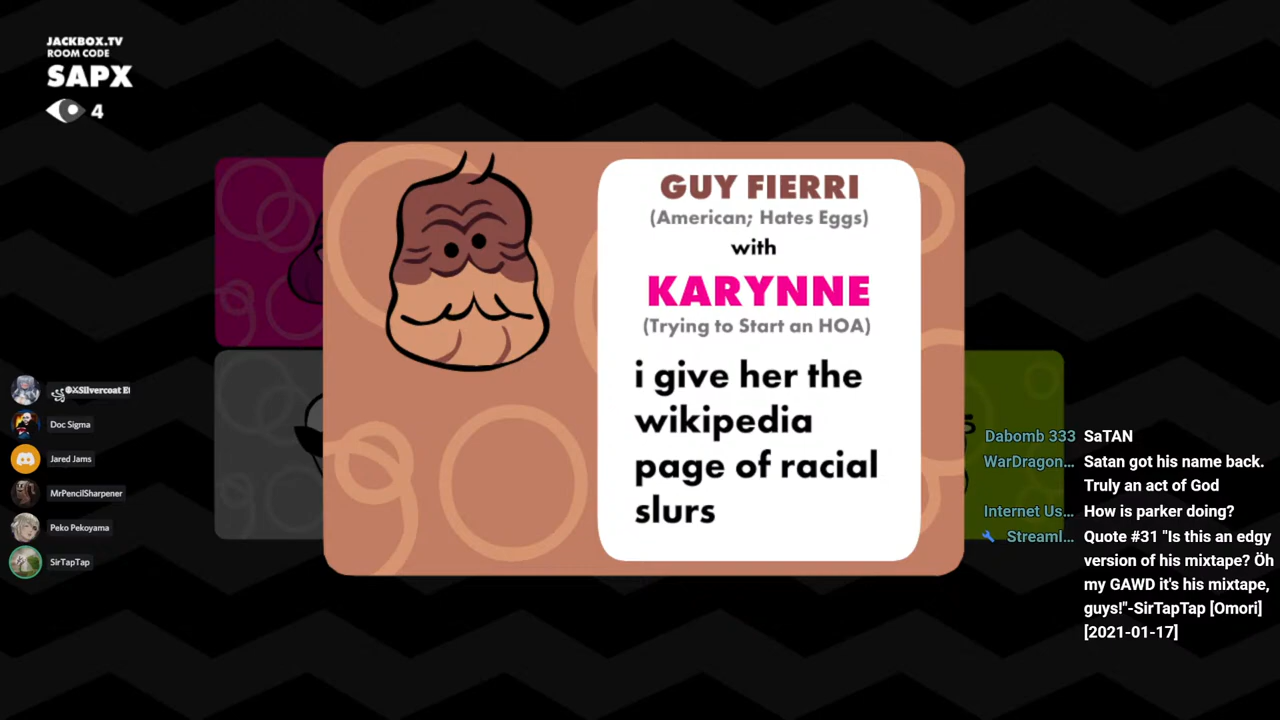 JACKBOX.TV
ROOM CODE
SAPX
4
GUY FIERRI
(American; Hates Eggs)
with
KARYNNE
(Trying to Start an HOA)
i give her the
wikipedia
page of racial
slurs
Silvercoat
Doc Sigma
Jared Jams
MrPencilSharpener
Peko Pekoyama
SirTapTap
Dabomb 333 SaTAN
WarDragon... Satan got his name back.
Truly an act of God
Internet Us... How is parker doing?
Streaml... Quote #31 "Is this an edgy
version of his mixtape? Öh
my GAWD it's his mixtape,
guys!"-SirTapTap [Omori]
[2021-01-17]